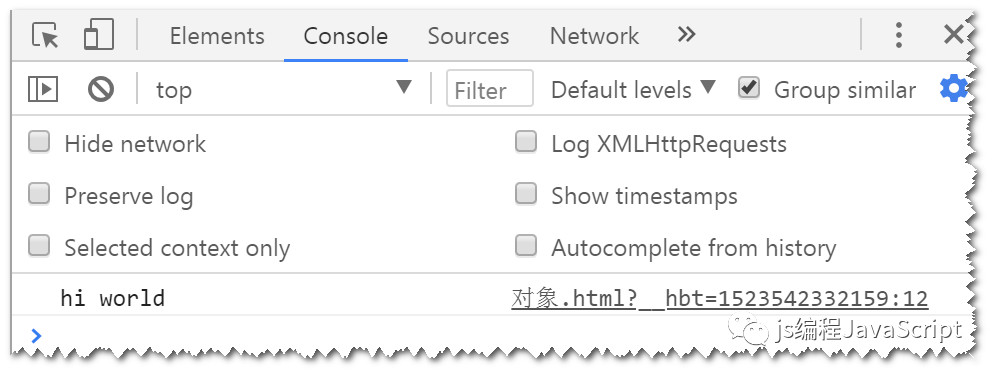 Elements Console Sources Network »
top Filter Default levels Group similar
Hide network Log XMLHttpRequests
Preserve log Show timestamps
Selected context only Autocomplete from history
hi world 对象.html?__hbt=1523542332159:12
js编程JavaScript